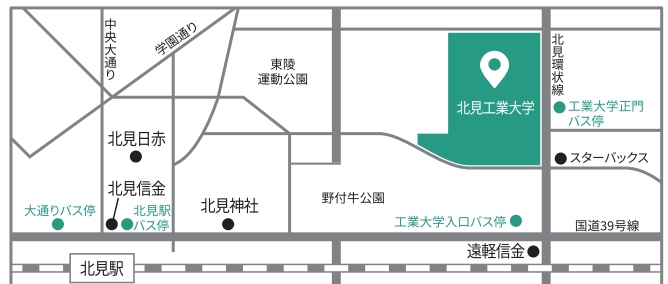 中央大通り
学園通り
東陵
運動公園
北見環状線
北見工業大学
工業大学正門
バス停
北見日赤
スターバックス
北見信金
大通りバス停
北見駅
バス停
北見神社
野付牛公園
工業大学入口バス停
国道39号線
遠軽信金
北見駅